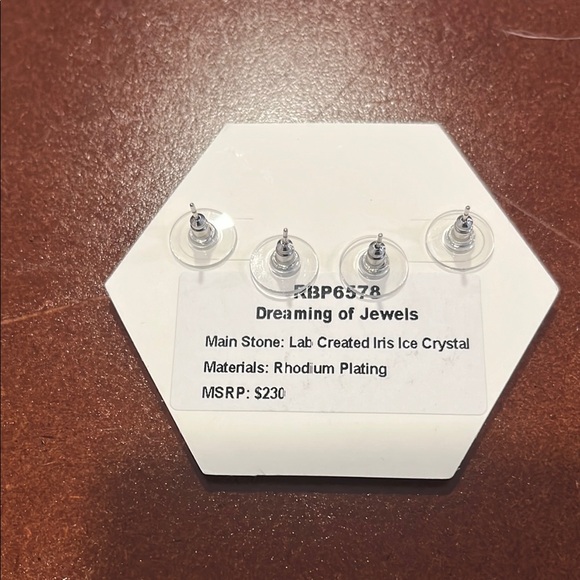 RBP6578
Dreaming of Jewels
Main Stone: Lab Created Iris Ice Crystal
Materials: Rhodium Plating
MSRP: $230